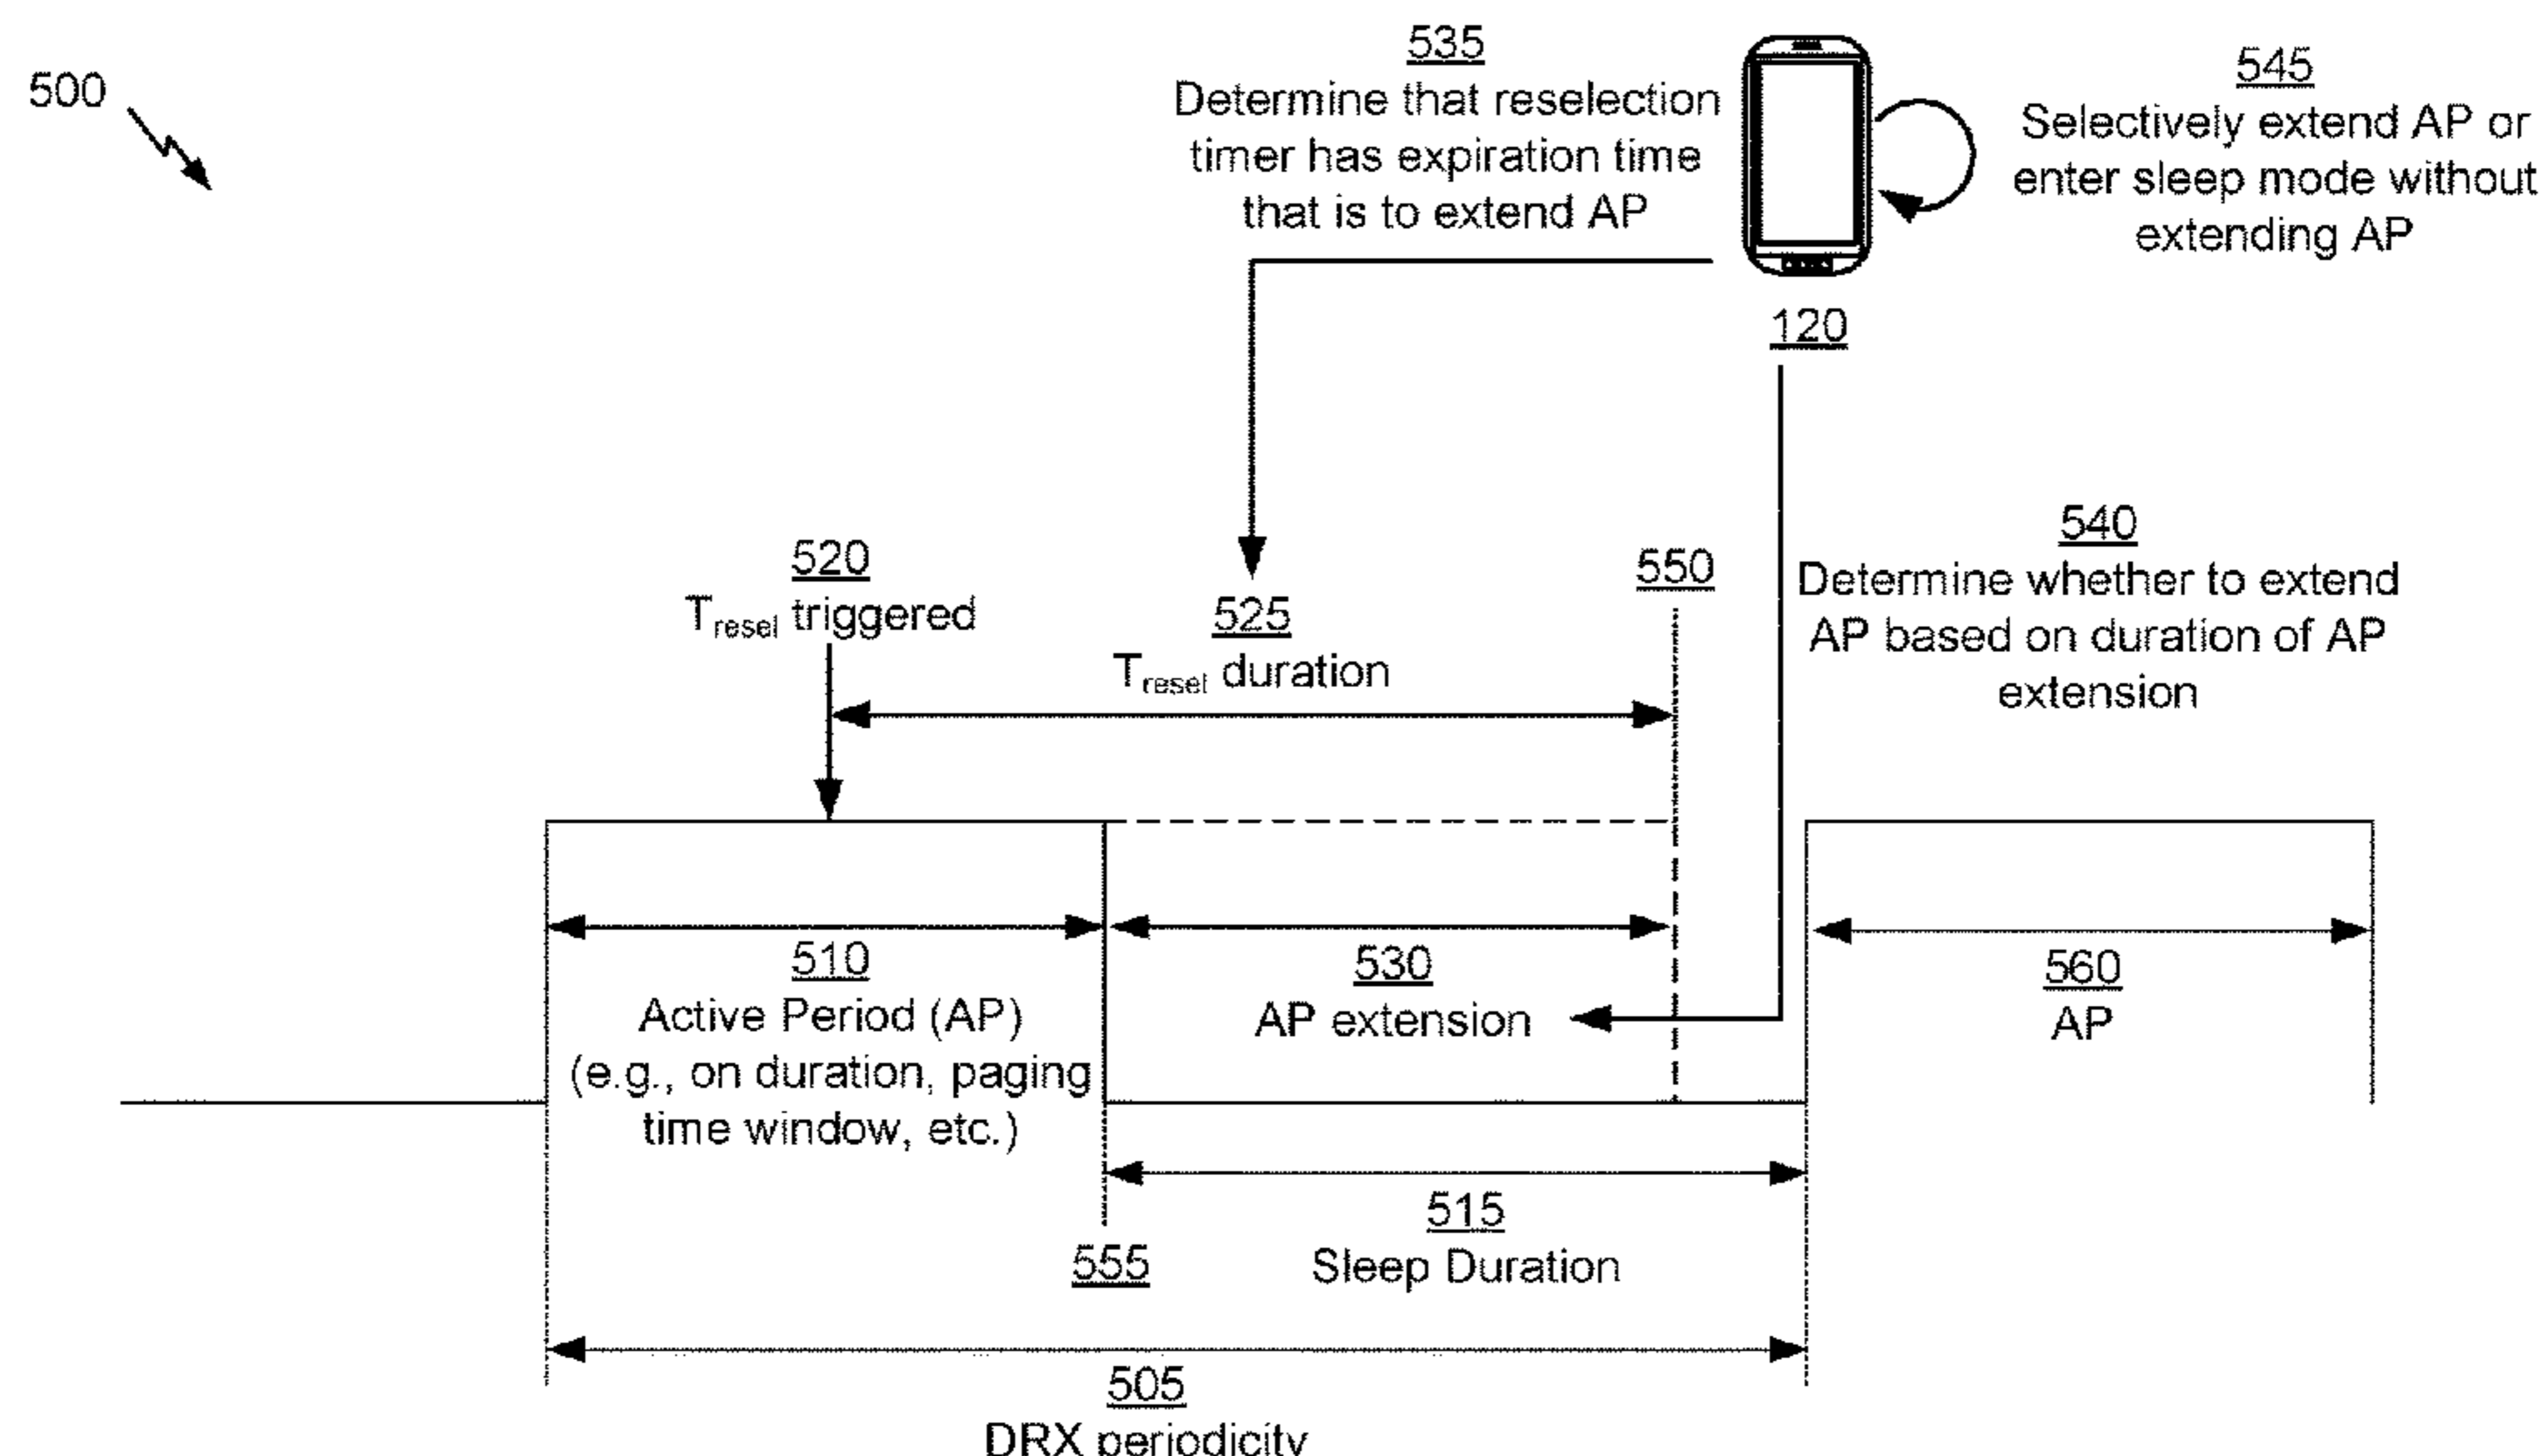 500
535
Determine that reselection
timer has expiration time
that is to extend AP
545
Selectively extend AP or
enter sleep mode without
extending AP
120
520
Tresel triggered
525
Tresel duration
550
540
Determine whether to extend
AP based on duration of AP
extension
510
Active Period (AP)
(e.g., on duration, paging
time window, etc.)
530
AP extension
560
AP
515
Sleep Duration
555
505
DRX periodicity